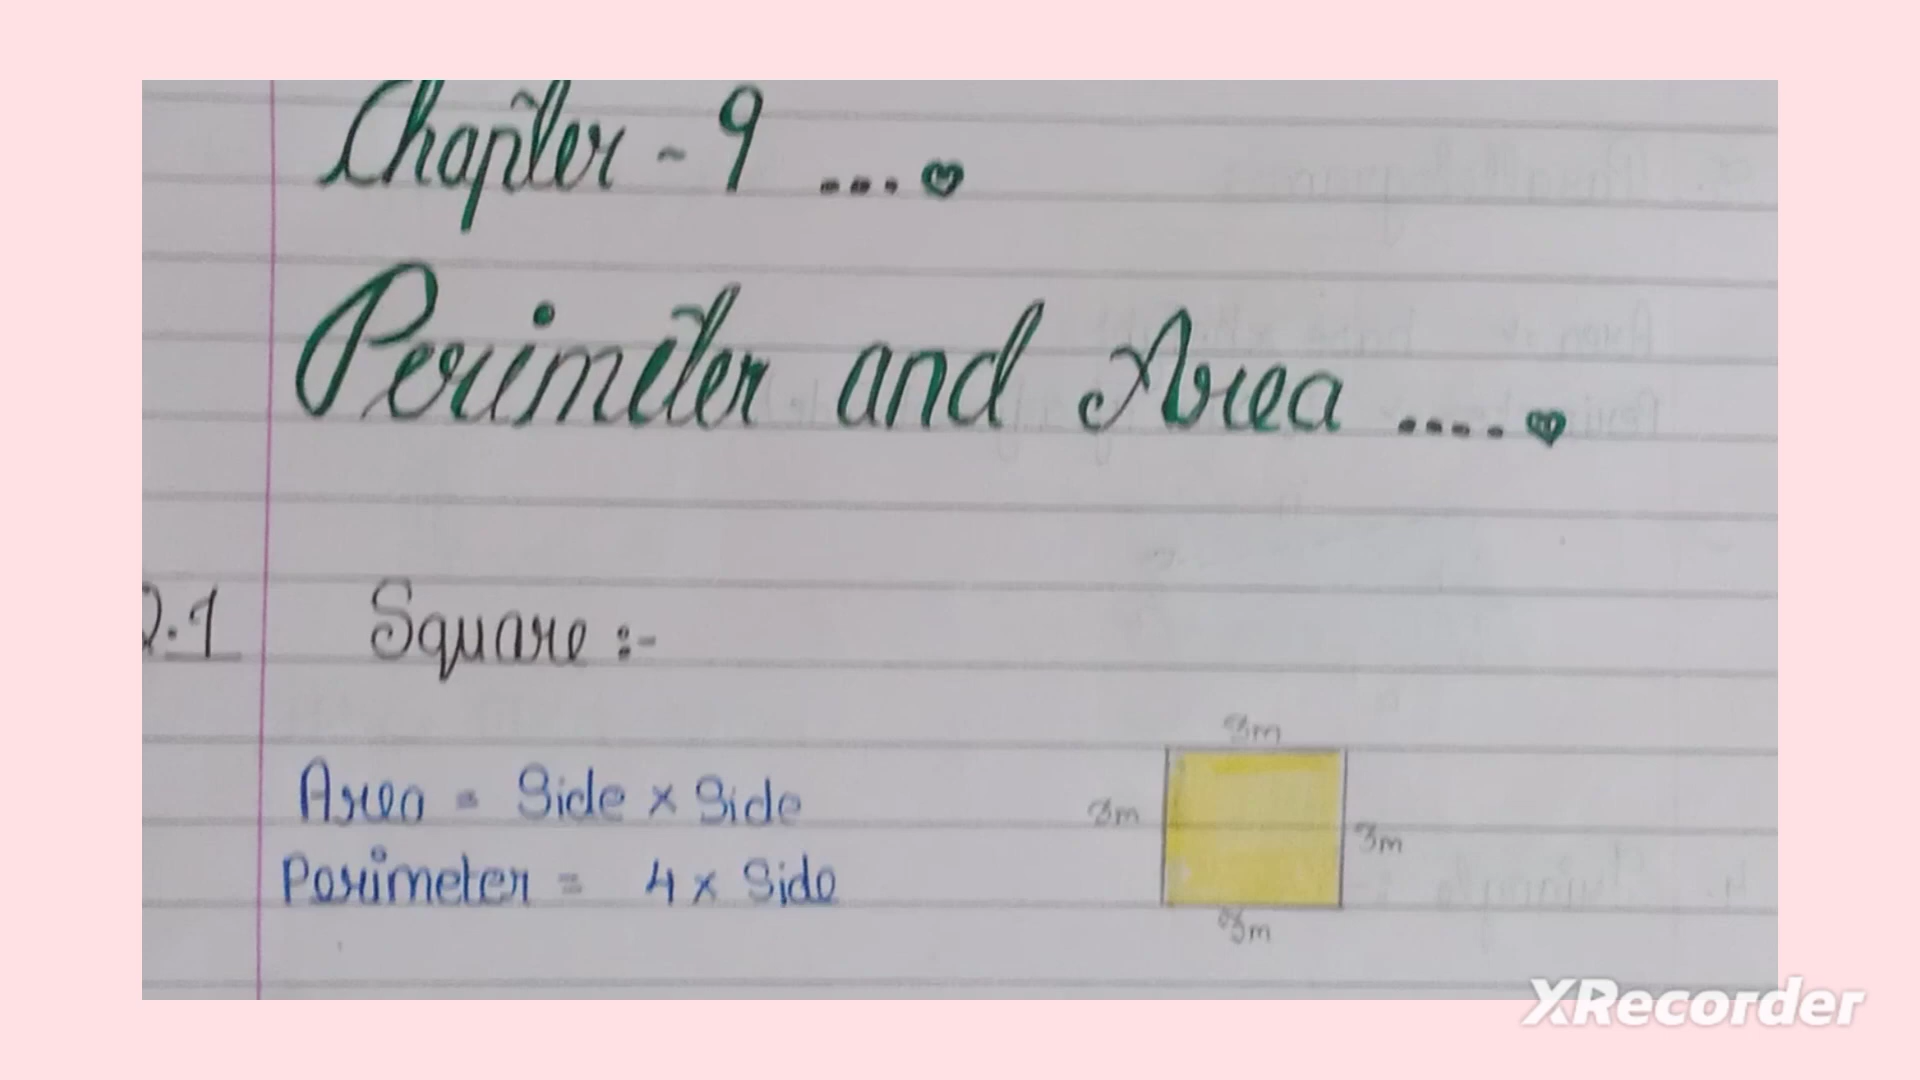 Chapter - 9 ....
Perimeter and Area .....
Q.1 Square :-
3m
Area = Side x Side
3m
3m
Perimeter = 4 x Side
3m
XRecorder